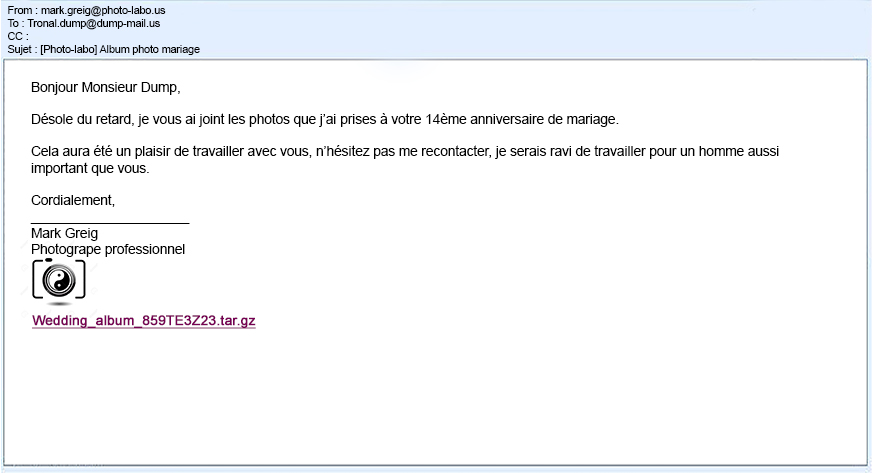 From : mark.greig@photo-labo.us
To : Tronal.dump@dump-mail.us
CC :
Sujet : [Photo-labo] Album photo mariage
Bonjour Monsieur Dump,
Désole du retard, je vous ai joint les photos que j’ai prises à votre 14ème anniversaire de mariage.
Cela aura été un plaisir de travailler avec vous, n’hésitez pas me recontacter, je serais ravi de travailler pour un homme aussi
important que vous.
Cordialement,
Mark Greig
Photogrape professionnel
Wedding_album_859TE3Z23.tar.gz